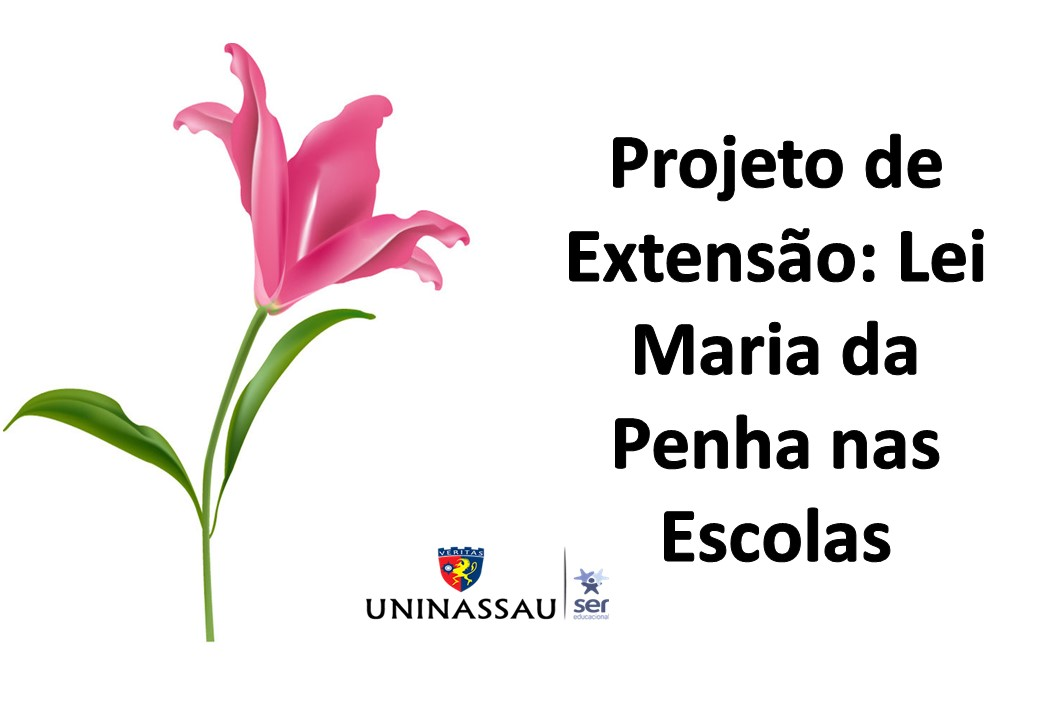 Projeto de
Extensão: Lei
Maria da
Penha nas
Escolas
VERITAS
UNINASSAU
ser
educacional